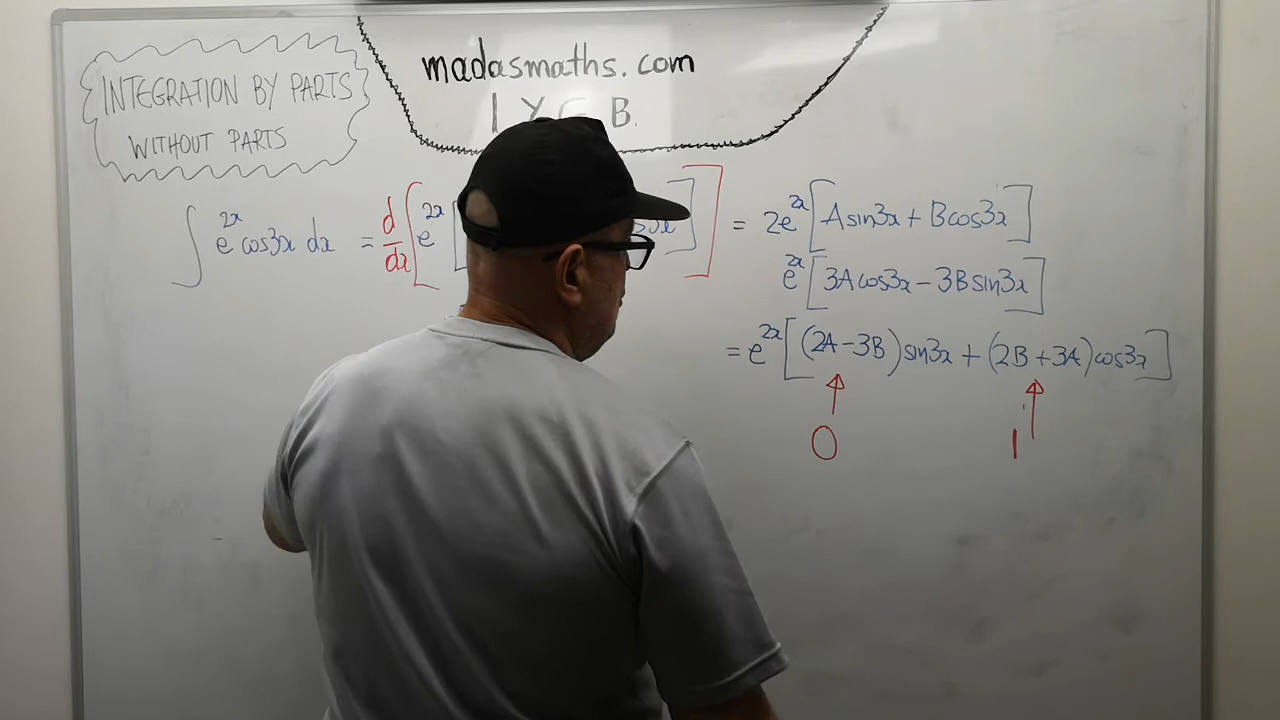 INTEGRATION BY PARTS
WITHOUT PARTS
madasmaths.com
I Y G B.
∫ e^{2x} cos3x dx = d/dx [ e^{2x} [ ] ] = 2e^{2x} [ A sin3x + B cos3x ]
e^{2x} [ 3A cos3x - 3B sin3x ]
= e^{2x} [ (2A - 3B) sin3x + (2B + 3A) cos3x ]
↑ ↑
0 1